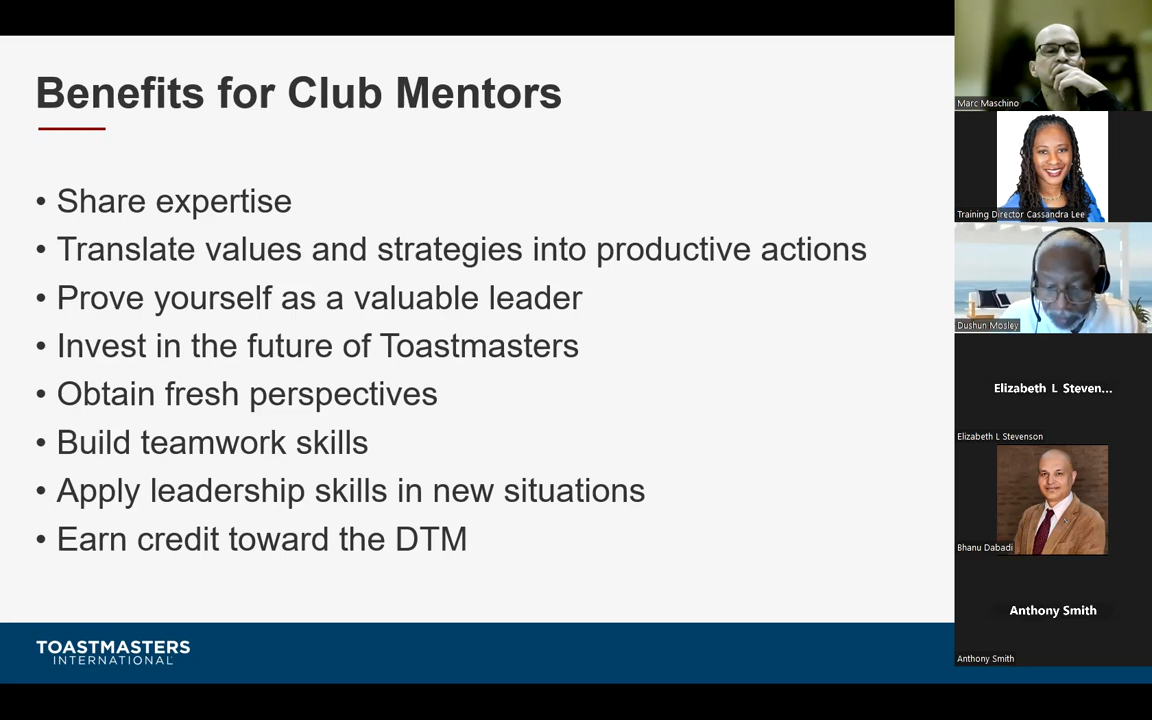 Benefits for Club Mentors
• Share expertise
• Translate values and strategies into productive actions
• Prove yourself as a valuable leader
• Invest in the future of Toastmasters
• Obtain fresh perspectives
• Build teamwork skills
• Apply leadership skills in new situations
• Earn credit toward the DTM
TOASTMASTERS
INTERNATIONAL
Marc Maschino
Training Director Cassandra Lee
Dushun Mosley
Elizabeth L Steven...
Elizabeth L Stevenson
Bhanu Dabadi
Anthony Smith
Anthony Smith